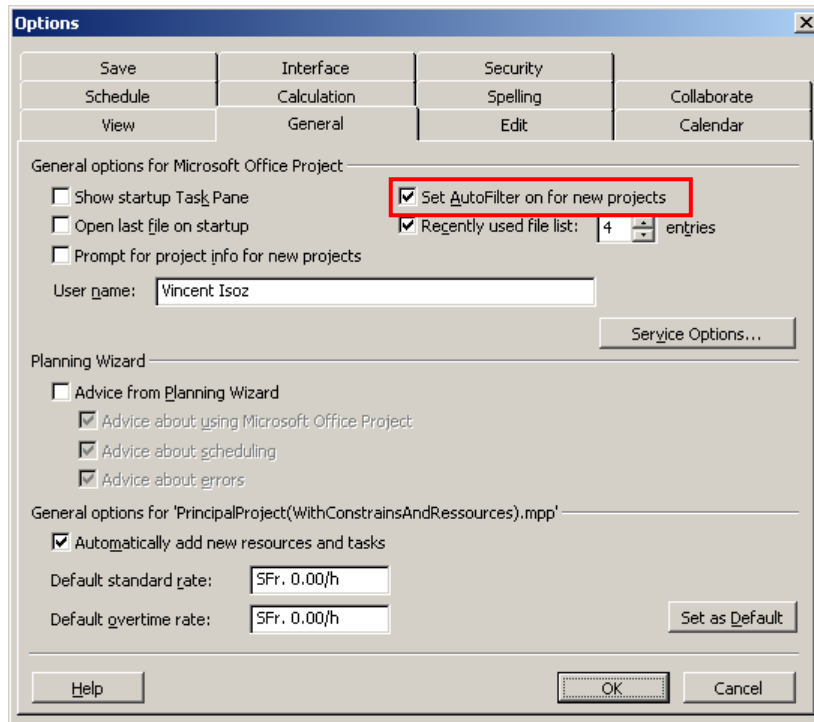 Options
Save Interface Security
Schedule Calculation Spelling Collaborate
View General Edit Calendar
General options for Microsoft Office Project
Show startup Task Pane Set AutoFilter on for new projects
Open last file on startup Recently used file list: 4 entries
Prompt for project info for new projects
User name: Vincent Isoz
Service Options...
Planning Wizard
Advice from Planning Wizard
Advice about using Microsoft Office Project
Advice about scheduling
Advice about errors
General options for 'PrincipalProject(WithConstrainsAndRessources).mpp'
Automatically add new resources and tasks
Default standard rate: SFr. 0.00/h
Default overtime rate: SFr. 0.00/h Set as Default
Help OK Cancel